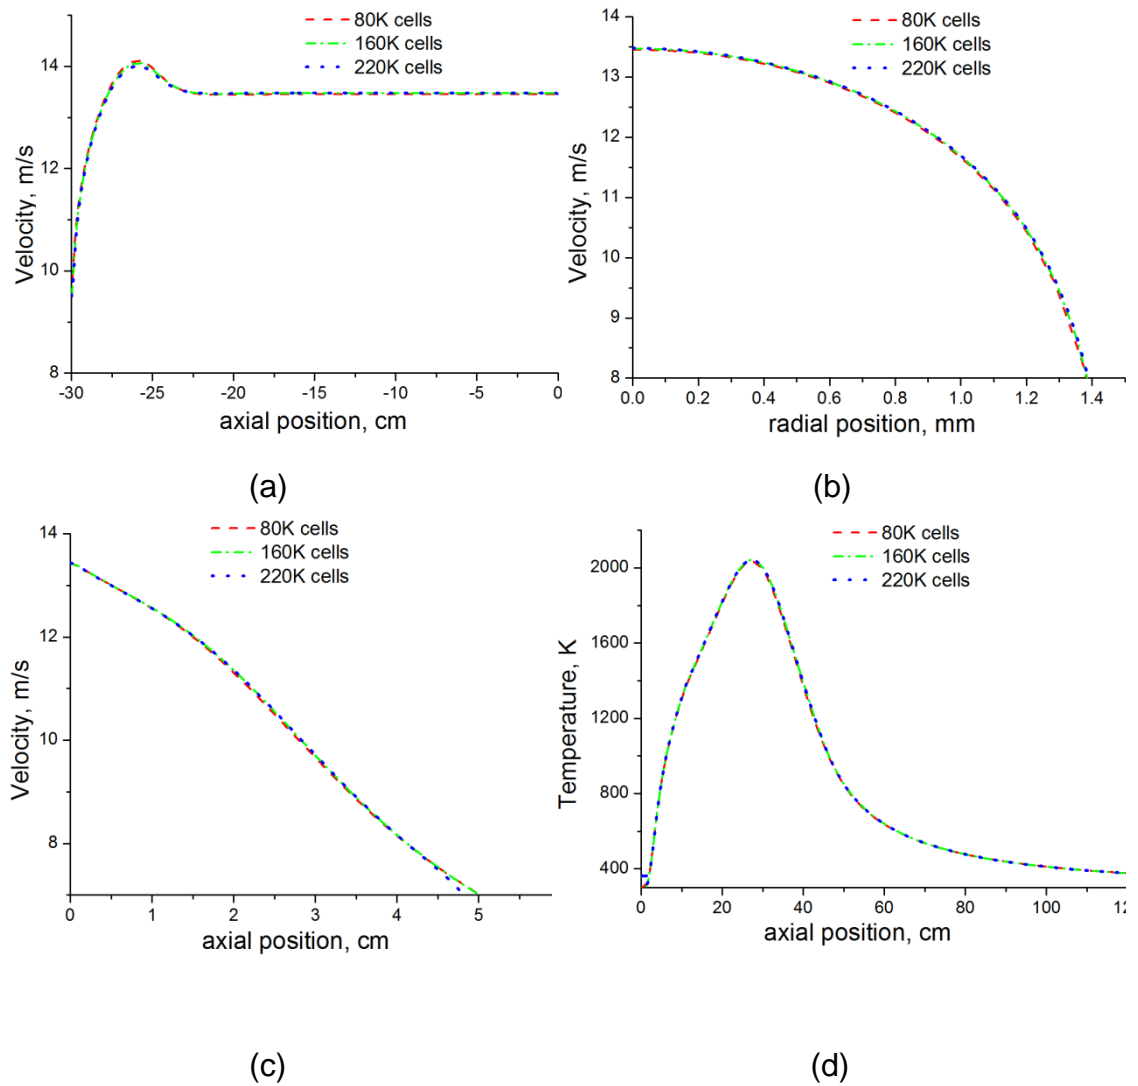 80K cells
160K cells
220K cells
16
14
12
10
8
Velocity, m/s
-30 -25 -20 -15 -10 -5 0
axial position, cm
(a)
80K cells
160K cells
220K cells
14
13
12
11
10
9
8
Velocity, m/s
0.0 0.2 0.4 0.6 0.8 1.0 1.2 1.4
radial position, mm
(b)
80K cells
160K cells
220K cells
14
12
10
8
Velocity, m/s
0 1 2 3 4 5
axial position, cm
(c)
80K cells
160K cells
220K cells
2000
1600
1200
800
400
Temperature, K
0 20 40 60 80 100 120
axial position, cm
(d)